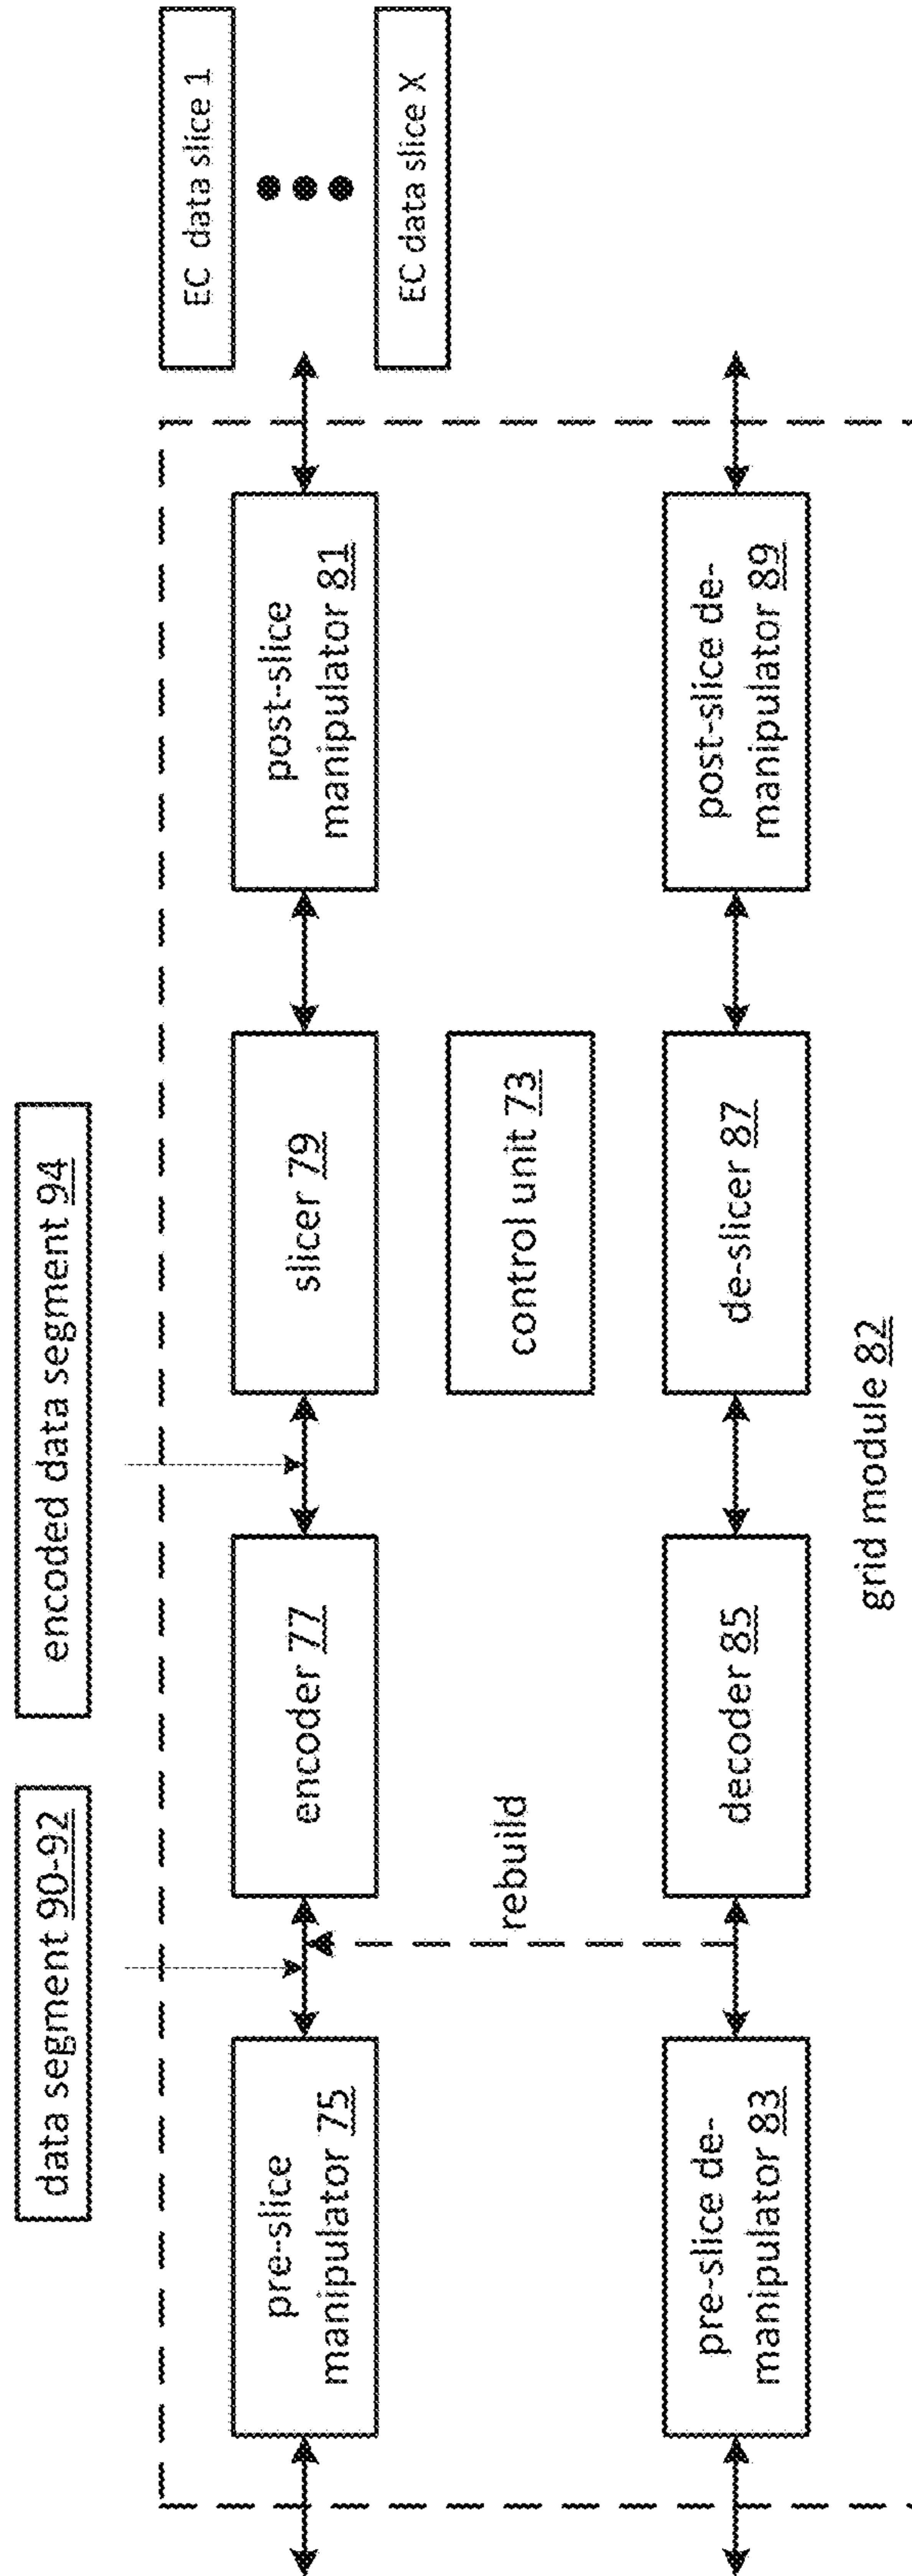 data segment 90-92
encoded data segment 94
pre-slice
manipulator 75
encoder 77
slicer 79
post-slice
manipulator 81
EC data slice 1
EC data slice X
rebuild
control unit 73
pre-slice de-
manipulator 83
decoder 85
de-slicer 87
post-slice de-
manipulator 89
grid module 82